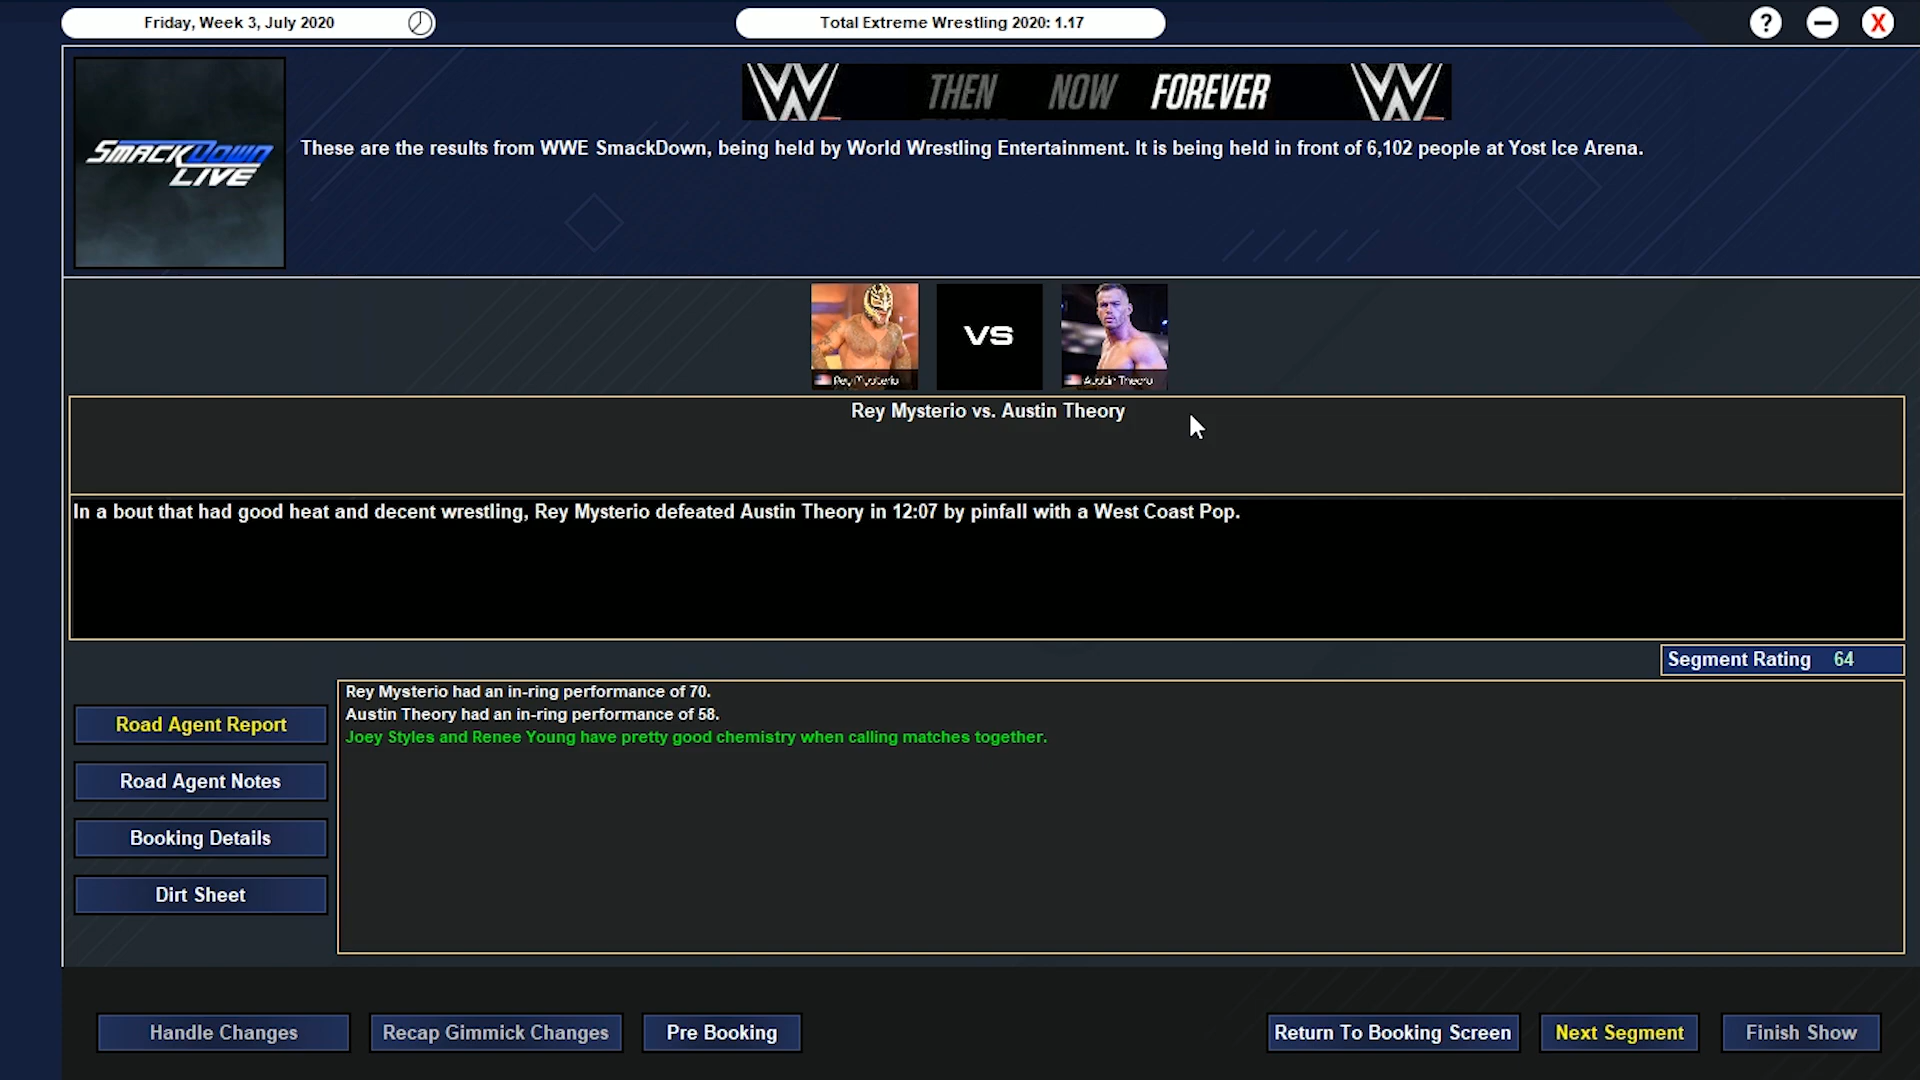 Friday, Week 3, July 2020
Total Extreme Wrestling 2020: 1.17
?
X
THEN NOW FOREVER
SMACKDOWN
LIVE
These are the results from WWE SmackDown, being held by World Wrestling Entertainment. It is being held in front of 6,102 people at Yost Ice Arena.
VS
Rey Mysterio
Austin Theory
Rey Mysterio vs. Austin Theory
In a bout that had good heat and decent wrestling, Rey Mysterio defeated Austin Theory in 12:07 by pinfall with a West Coast Pop.
Segment Rating 64
Road Agent Report
Road Agent Notes
Booking Details
Dirt Sheet
Rey Mysterio had an in-ring performance of 70.
Austin Theory had an in-ring performance of 58.
Joey Styles and Renee Young have pretty good chemistry when calling matches together.
Handle Changes
Recap Gimmick Changes
Pre Booking
Return To Booking Screen
Next Segment
Finish Show